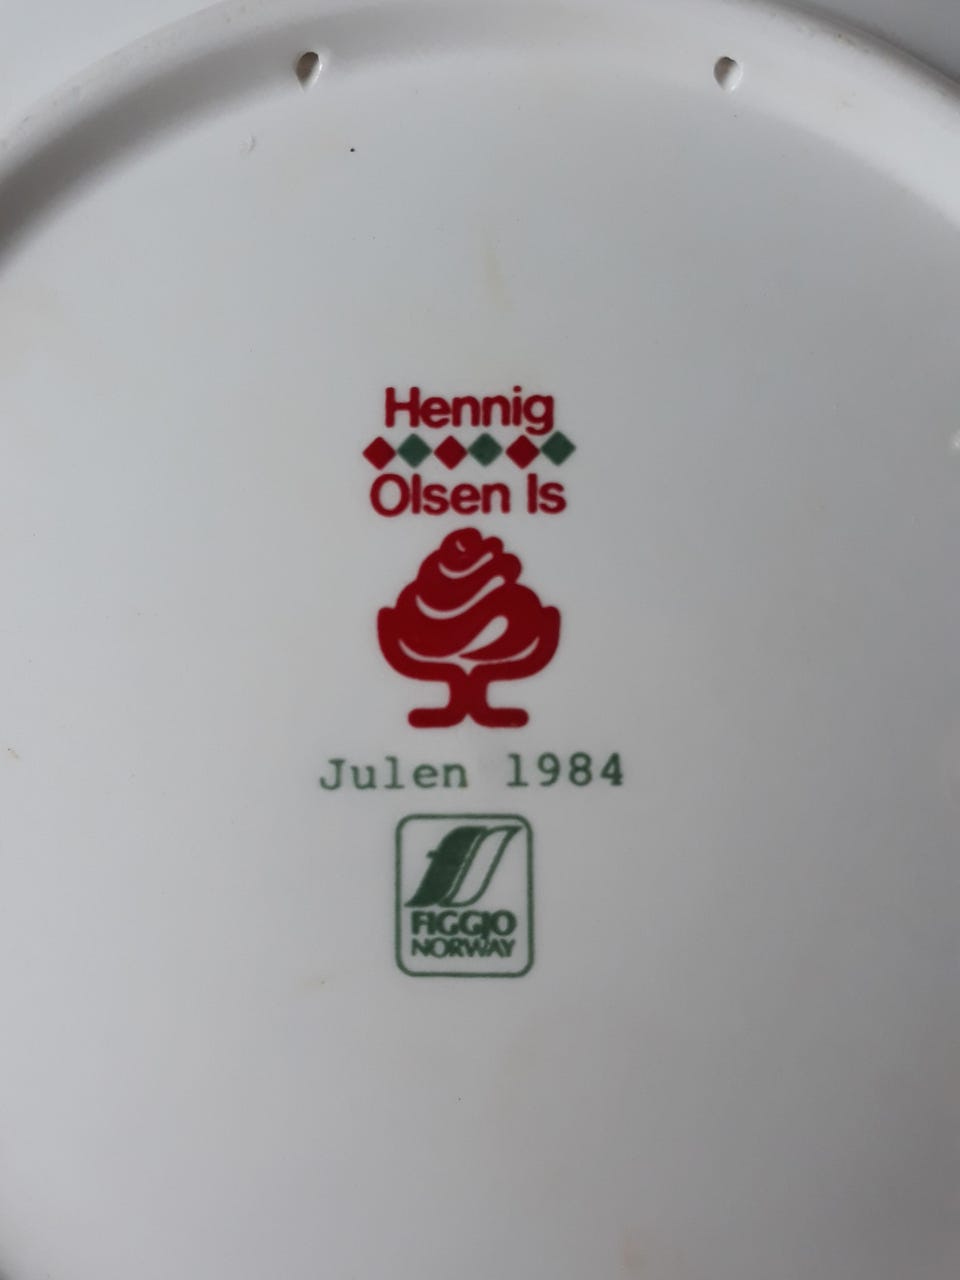 Hennig
Olsen Is
Julen 1984
FIGGJO
NORWAY